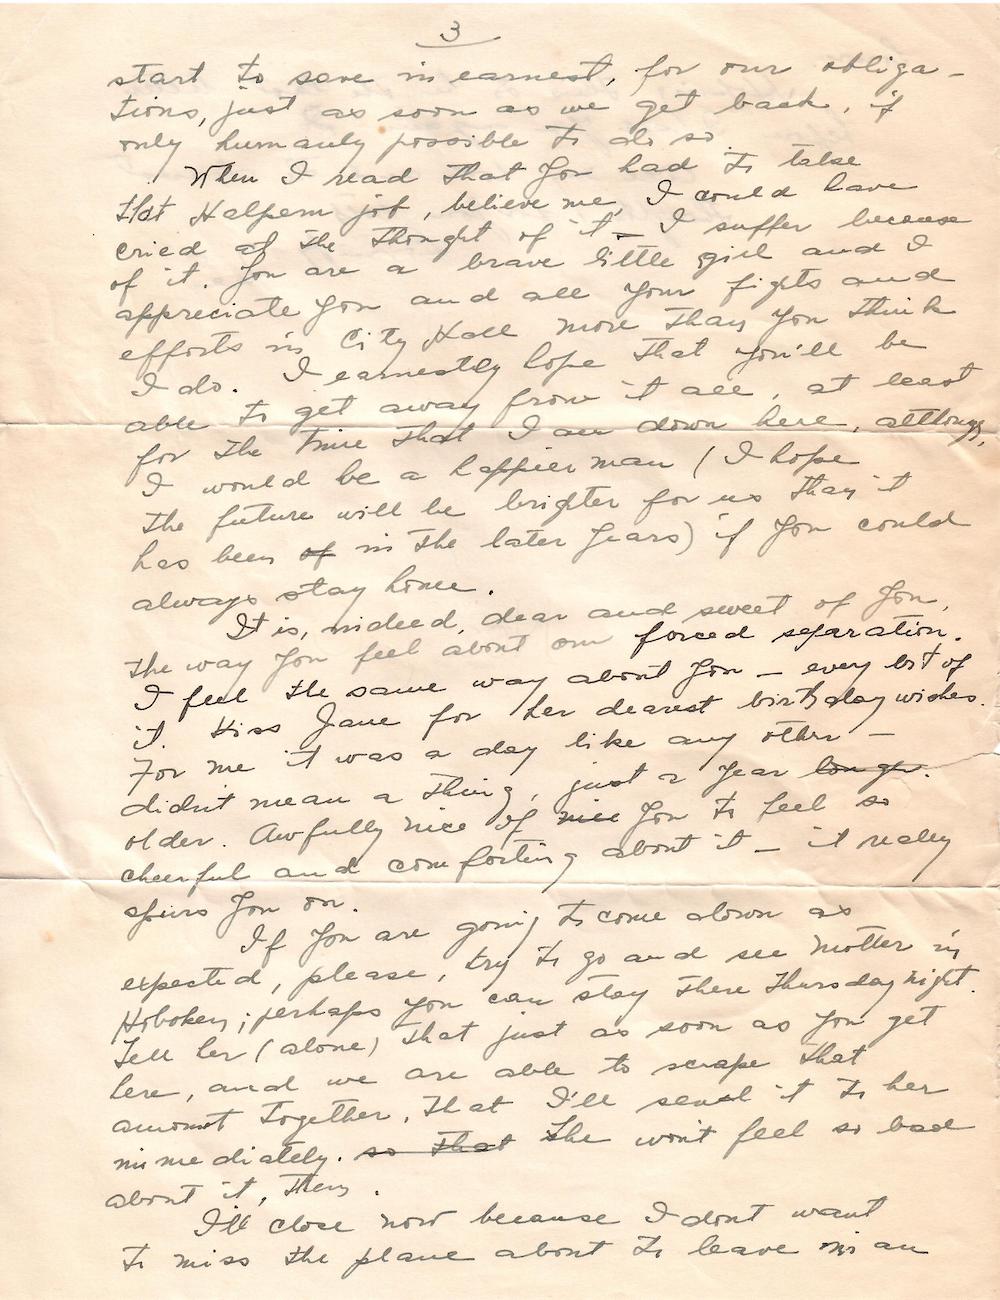 3
start to save in earnest, for our obliga-
tions, just as soon as we get back, if
only humanly possible to do so.
When I read that you had to take
that Halpern job, believe me, I could have
cried at the thought of it – I suffer because
of it. You are a brave little girl and I
appreciate you and all your fights and
efforts in City Hall more than you think
I do. I earnestly hope that you'll be
able to get away from it all, at least
for the time that I am down here, although,
I would be a happier man (I hope
the future will be brighter for us than it
has been of in the later years) if you could
always stay home.
It is, indeed, dear and sweet of you,
the way you feel about our forced separation.
I feel the same way about you – every bit of
it. Kiss Jane for her dearest birthday wishes.
For me it was a day like any other –
didn't mean a thing, just a year longer.
older. Awfully nice of nice you to feel so
cheerful and comforting about it – it really
spurs you on.
If you are going to come down as
expected, please, try to go and see Mother in
Hoboken; perhaps you can stay there Thursday night.
Tell her (alone) that just as soon as you get
here, and we are able to scrape that
amount together, that I'll send it to her
immediately. so that She won't feel so bad
about it, then.
I'll close now because I don't want
to miss the plane about to leave in an